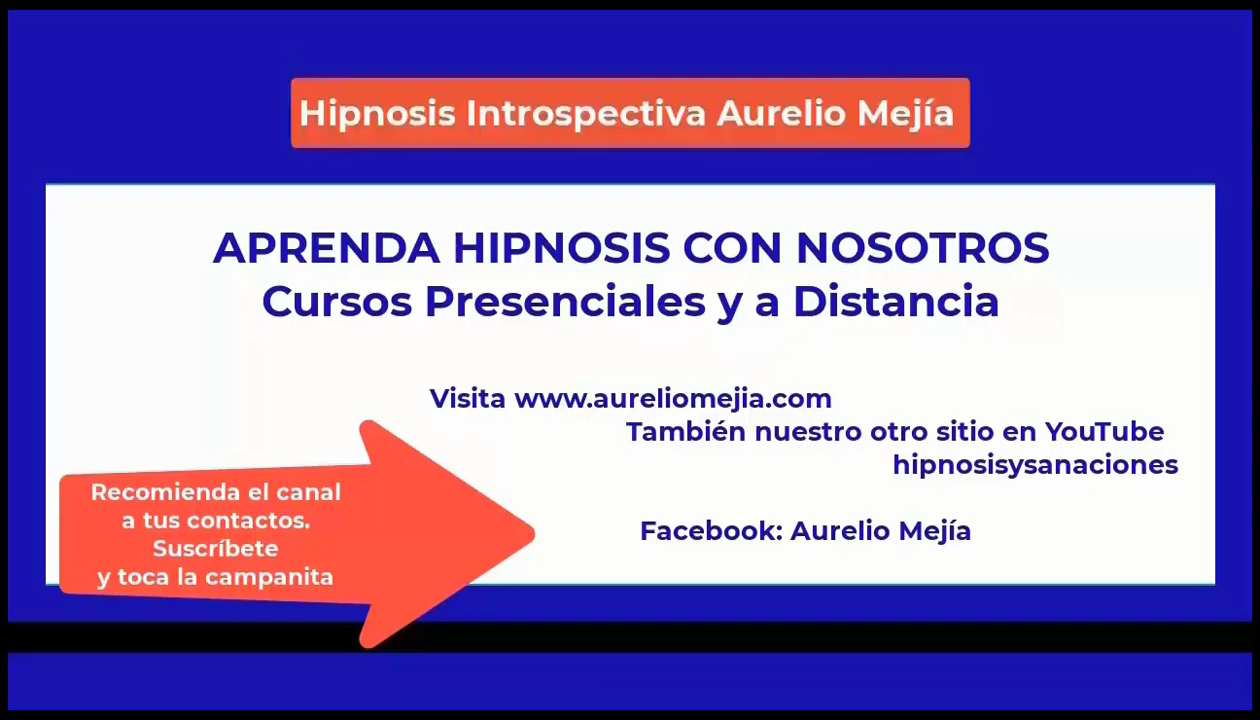 Hipnosis Introspectiva Aurelio Mejía
APRENDA HIPNOSIS CON NOSOTROS
Cursos Presenciales y a Distancia
Visita www.aureliomejia.com
También nuestro otro sitio en YouTube
hipnosisysanaciones
Facebook: Aurelio Mejía
Recomienda el canal
a tus contactos.
Suscríbete
y toca la campanita